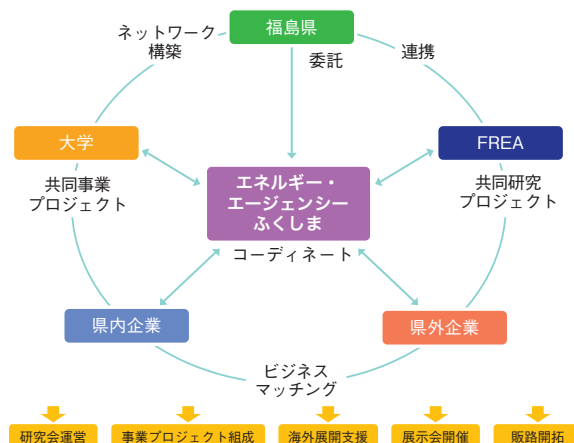 福島県
ネットワーク
構築
委託
連携
大学
FREA
エネルギー・
エージェンシー
ふくしま
共同事業
プロジェクト
共同研究
プロジェクト
コーディネート
県内企業
県外企業
ビジネス
マッチング
研究会運営
事業プロジェクト組成
海外展開支援
展示会開催
販路開拓